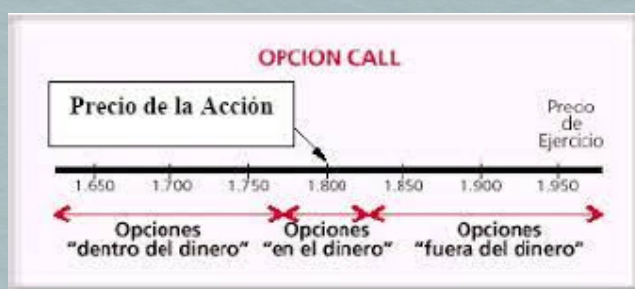 OPCION CALL
Precio de la Acción
Precio
de
Ejercicio
1.650 1.700 1.750 1.800 1.850 1.900 1.950
Opciones Opciones Opciones
"dentro del dinero" "en el dinero" "fuera del dinero"